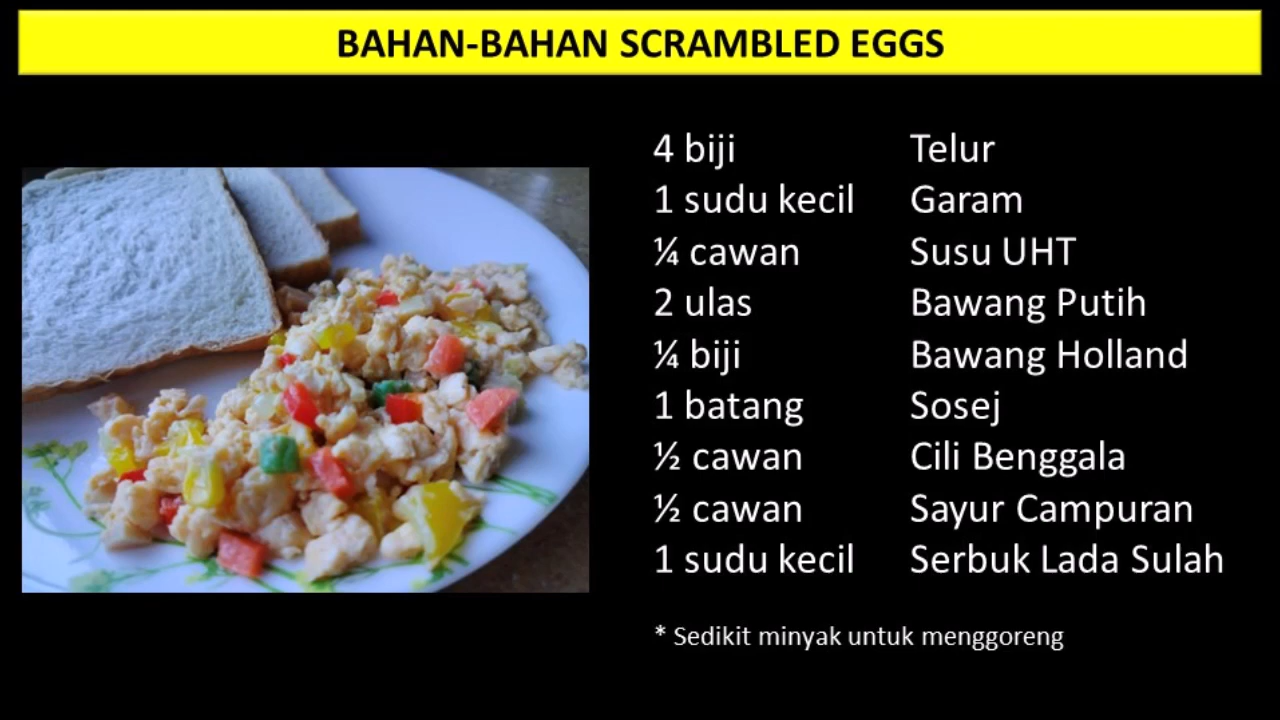 BAHAN-BAHAN SCRAMBLED EGGS
4 biji Telur
1 sudu kecil Garam
¼ cawan Susu UHT
2 ulas Bawang Putih
¼ biji Bawang Holland
1 batang Sosej
½ cawan Cili Benggala
½ cawan Sayur Campuran
1 sudu kecil Serbuk Lada Sulah
* Sedikit minyak untuk menggoreng